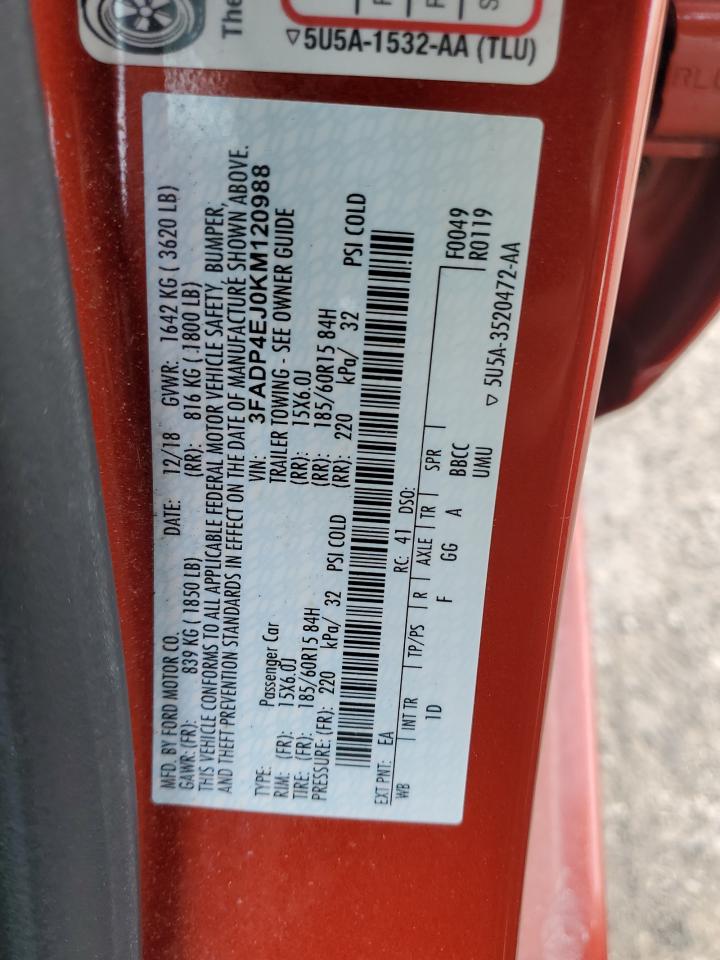 The
▽5U5A-1532-AA (TLU)
MFD. BY FORD MOTOR CO. DATE: 12/18 GVWR: 1642 KG ( 3620 LB)
GAWR: (FR): 839 KG ( 1850 LB) (RR): 816 KG ( 1800 LB)
THIS VEHICLE CONFORMS TO ALL APPLICABLE FEDERAL MOTOR VEHICLE SAFETY, BUMPER,
AND THEFT PREVENTION STANDARDS IN EFFECT ON THE DATE OF MANUFACTURE SHOWN ABOVE.
VIN: 3FADP4EJ0KM120988
TYPE: Passenger Car TRAILER TOWING - SEE OWNER GUIDE
RIM: (FR): 15X6.0J (RR): 15X6.0J
TIRE: (FR): 185/60R15 84H (RR): 185/60R15 84H
PRESSURE: (FR): 220 kPa/ 32 PSI COLD (RR): 220 kPa/ 32 PSI COLD
EXT PNT: EA RC: 41 DSO: F0049
WB INT TR TP/PS R AXLE TR SPR R0119
1D F GG A BBCC
UMU ▽ 5U5A-3520472-AA